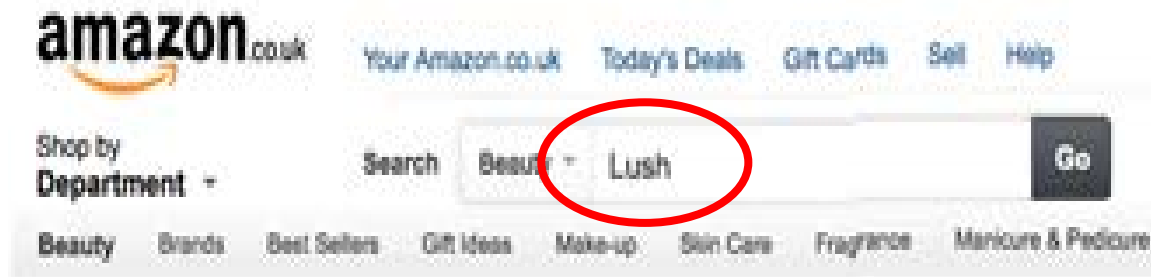 amazon.co.uk Your Amazon.co.uk Today's Deals Gift Cards Sell Help
Shop by
Department Search Beauty Lush Go
Beauty Brands Best Sellers Gift Ideas Make-up Skin Care Fragrance Manicure & Pedicure